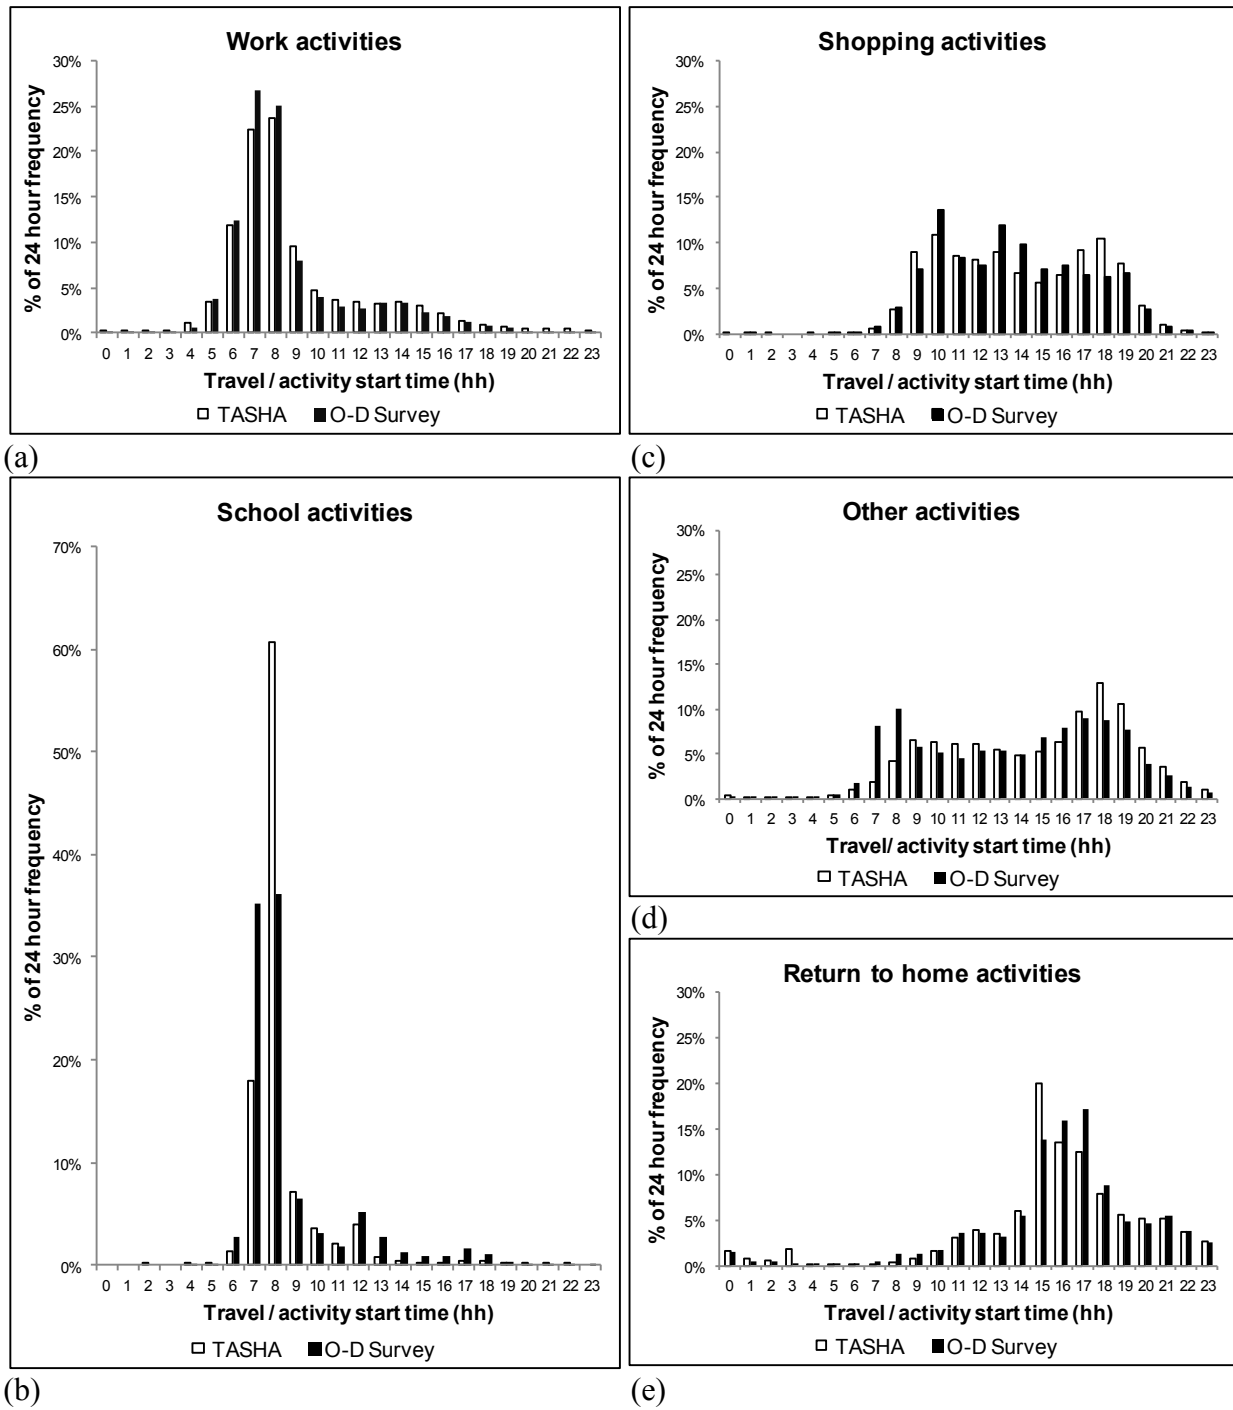 Work activities
% of 24 hour frequency
30%
25%
20%
15%
10%
5%
0%
0 1 2 3 4 5 6 7 8 9 10 11 12 13 14 15 16 17 18 19 20 21 22 23
Travel / activity start time (hh)
TASHA O-D Survey
(a)
School activities
% of 24 hour frequency
70%
60%
50%
40%
30%
20%
10%
0%
0 1 2 3 4 5 6 7 8 9 10 11 12 13 14 15 16 17 18 19 20 21 22 23
Travel / activity start time (hh)
TASHA O-D Survey
(b)
Shopping activities
% of 24 hour frequency
30%
25%
20%
15%
10%
5%
0%
0 1 2 3 4 5 6 7 8 9 10 11 12 13 14 15 16 17 18 19 20 21 22 23
Travel / activity start time (hh)
TASHA O-D Survey
(c)
Other activities
% of 24 hour frequency
30%
25%
20%
15%
10%
5%
0%
0 1 2 3 4 5 6 7 8 9 10 11 12 13 14 15 16 17 18 19 20 21 22 23
Travel/ activity start time (hh)
TASHA O-D Survey
(d)
Return to home activities
% of 24 hour frequency
30%
25%
20%
15%
10%
5%
0%
0 1 2 3 4 5 6 7 8 9 10 11 12 13 14 15 16 17 18 19 20 21 22 23
Travel / activity start time (hh)
TASHA O-D Survey
(e)